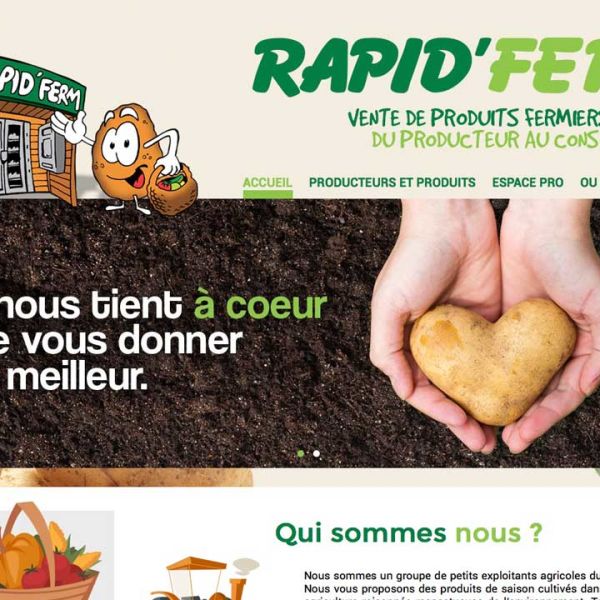 PID'FERM
RAPID'FER
VENTE DE PRODUITS FERMIERS
DU PRODUCTEUR AU CONS
ACCUEIL PRODUCTEURS ET PRODUITS ESPACE PRO OU
nous tient à coeur
e vous donner
meilleur.
Qui sommes nous ?
Nous sommes un groupe de petits exploitants agricoles du
Nous vous proposons des produits de saison cultivés dans